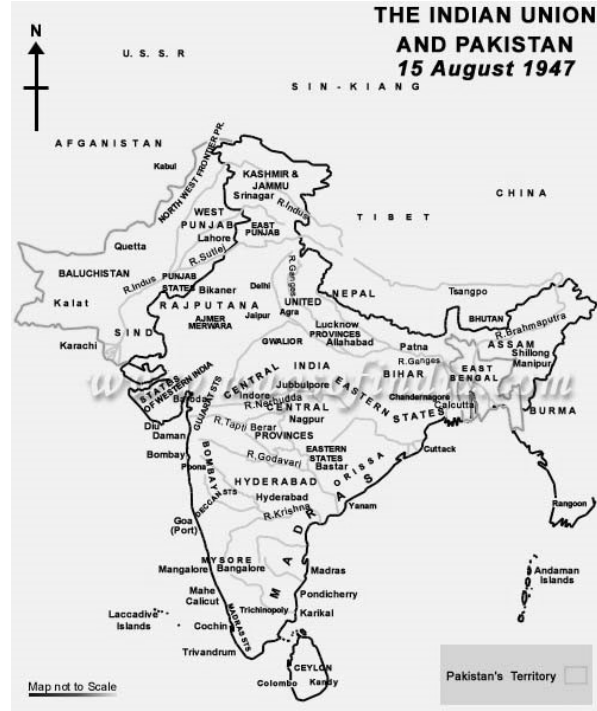 THE INDIAN UNION
AND PAKISTAN
15 August 1947
N
U. S. S. R
SIN-KIANG
AFGANISTAN
Kabul
NORTH WEST FRONTIER PR.
KASHMIR &
JAMMU
Srinagar
R.Indus
CHINA
TIBET
WEST
PUNJAB
Lahore
EAST
PUNJAB
Quetta
R.Sutlej
BALUCHISTAN
R.Indus
PUNJAB
STATES
Bikaner
Delhi
R.Ganges
NEPAL
Tsangpo
Kalat
RAJPUTANA
UNITED
Agra
BHUTAN
R.Brahmaputra
SIND
AJMER
MERWARA
Jaipur
Lucknow
PROVINCES
Allahabad
Patna
ASSAM
Shillong
Manipur
Karachi
GWALIOR
R.Ganges
BIHAR
EAST
BENGAL
STATES
OF WESTERN INDIA
CENTRAL
INDIA
Jubbulpore
EASTERN
STATES
Chandernagore
Calcutta
BURMA
Baroda
GUJARAT STS
Indore
R.Narbudda
CENTRAL
Nagpur
Diu
Daman
R.Tapti
Berar
PROVINCES
Cuttack
Bombay
BOMBAY
Poona
R.Godavari
EASTERN
STATES
Bastar
ORISSA
HYDERABAD
Hyderabad
DECCAN STS
R.Krishna
Yanam
Rangoon
Goa
(Port)
MADRAS
MYSORE
Mangalore
Bangalore
Madras
Andaman
Islands
Mahe
Calicut
Pondicherry
Laccadive
Islands
Trichinopoly
Karikal
Cochin
MADRAS STS
Trivandrum
CEYLON
Colombo
Kandy
Map not to Scale
Pakistan's Territory